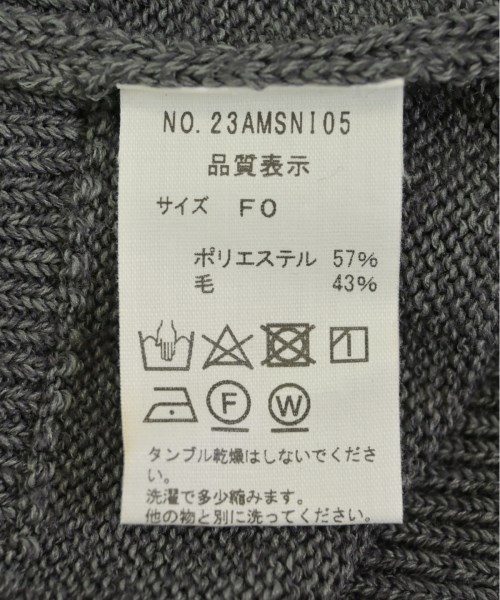 NO. 23AMSNI05
品質表示
サイズ FO
ポリエステル 57%
毛 43%
F W
タンブル乾燥はしないでくださ
い。
洗濯で多少縮みます。
他の物と別に洗ってください。